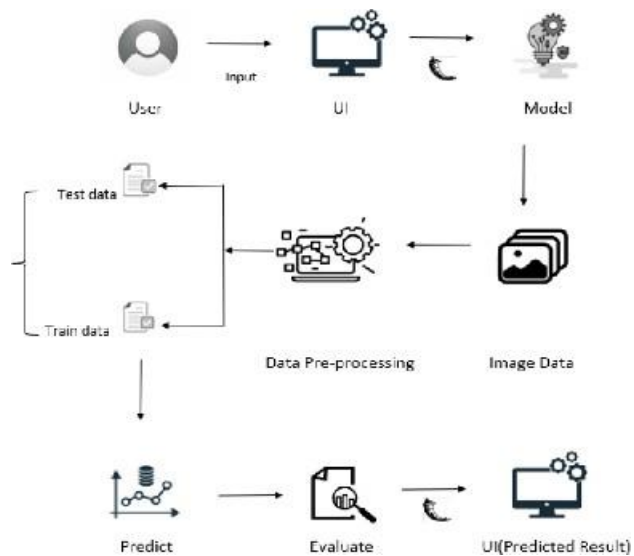 Input
User
UI
Model
Test data
Train data
Data Pre-processing
Image Data
Predict
Evaluate
UI(Predicted Result)